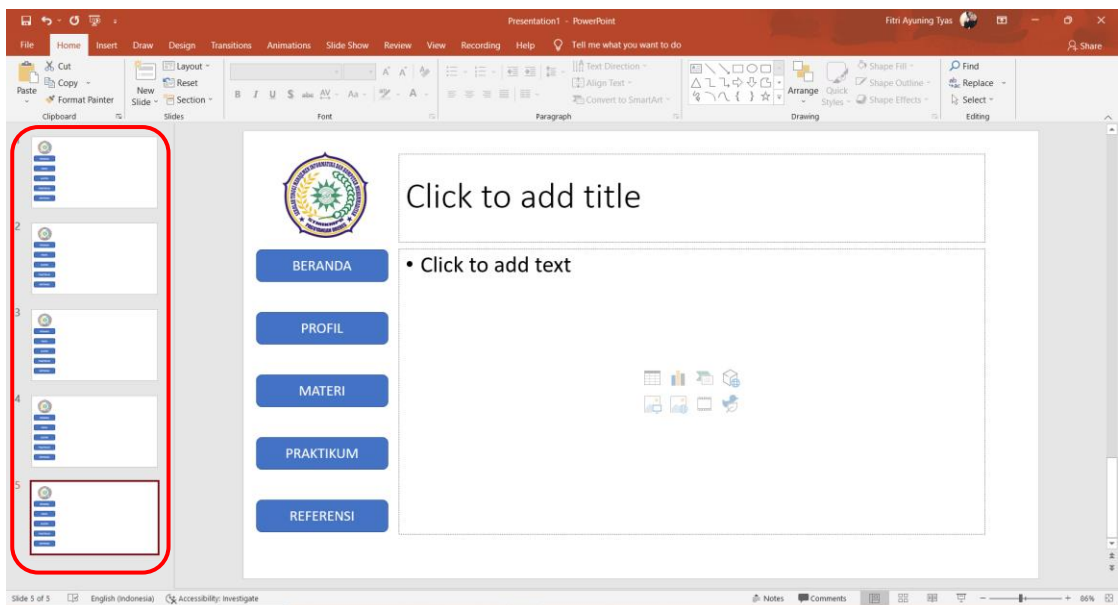 Presentation1 - PowerPoint
Fitri Ayuning Tyas
File Home Insert Draw Design Transitions Animations Slide Show Review View Recording Help Tell me what you want to do
Share
Paste
Cut
Copy
Format Painter
Clipboard
New Slide
Layout
Reset
Section
Slides
Font
Text Direction
Align Text
Convert to SmartArt
Paragraph
Arrange
Quick Styles
Shape Fill
Shape Outline
Shape Effects
Drawing
Find
Replace
Select
Editing
2
3
4
5
Click to add title
BERANDA
• Click to add text
PROFIL
MATERI
PRAKTIKUM
REFERENSI
Slide 5 of 5 English (Indonesia) Accessibility: Investigate
Notes Comments 86%